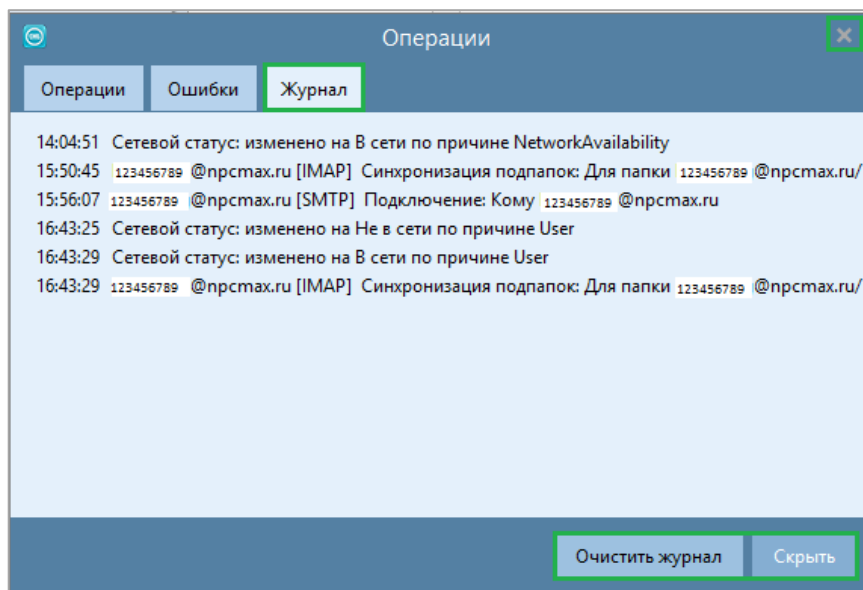 Операции
Операции Ошибки Журнал
14:04:51 Сетевой статус: изменено на В сети по причине NetworkAvailability
15:50:45 123456789 @npcmax.ru [IMAP] Синхронизация подпапок: Для папки 123456789 @npcmax.ru/
15:56:07 123456789 @npcmax.ru [SMTP] Подключение: Кому 123456789 @npcmax.ru
16:43:25 Сетевой статус: изменено на Не в сети по причине User
16:43:29 Сетевой статус: изменено на В сети по причине User
16:43:29 123456789 @npcmax.ru [IMAP] Синхронизация подпапок: Для папки 123456789 @npcmax.ru/
Очистить журнал Скрыть